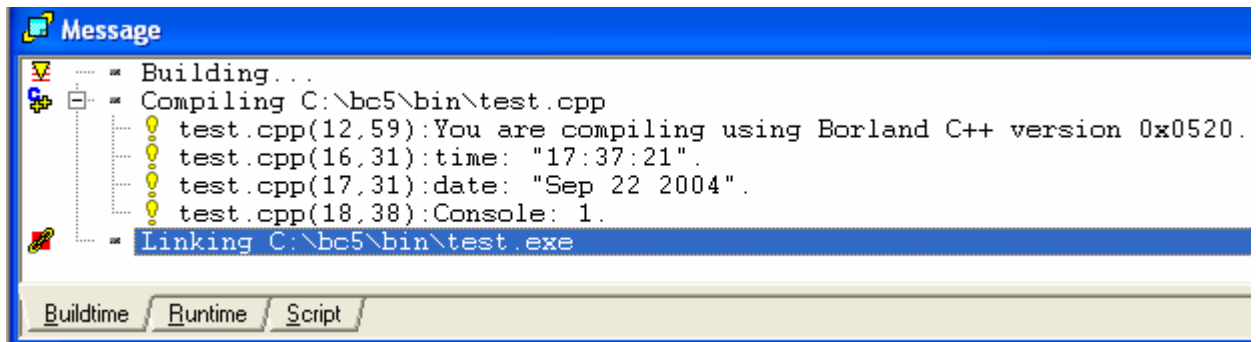 Message
Building...
Compiling C:\bc5\bin\test.cpp
test.cpp(12,59):You are compiling using Borland C++ version 0x0520.
test.cpp(16,31):time: "17:37:21".
test.cpp(17,31):date: "Sep 22 2004".
test.cpp(18,38):Console: 1.
Linking C:\bc5\bin\test.exe
Buildtime Runtime Script